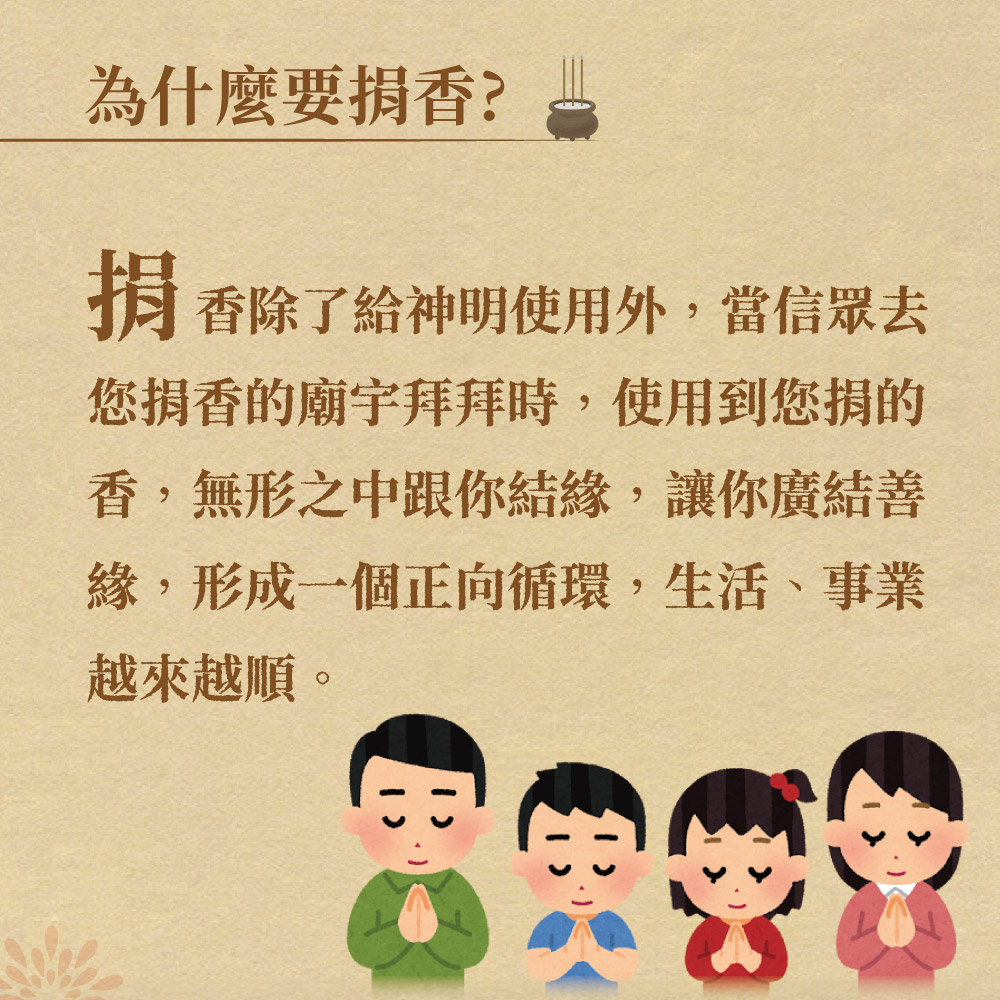 為什麼要捐香?
捐香除了給神明使用外，當信眾去
您捐香的廟宇拜拜時，使用到您捐的
香，無形之中跟你結緣，讓你廣結善
緣，形成一個正向循環，生活、事業
越來越順。